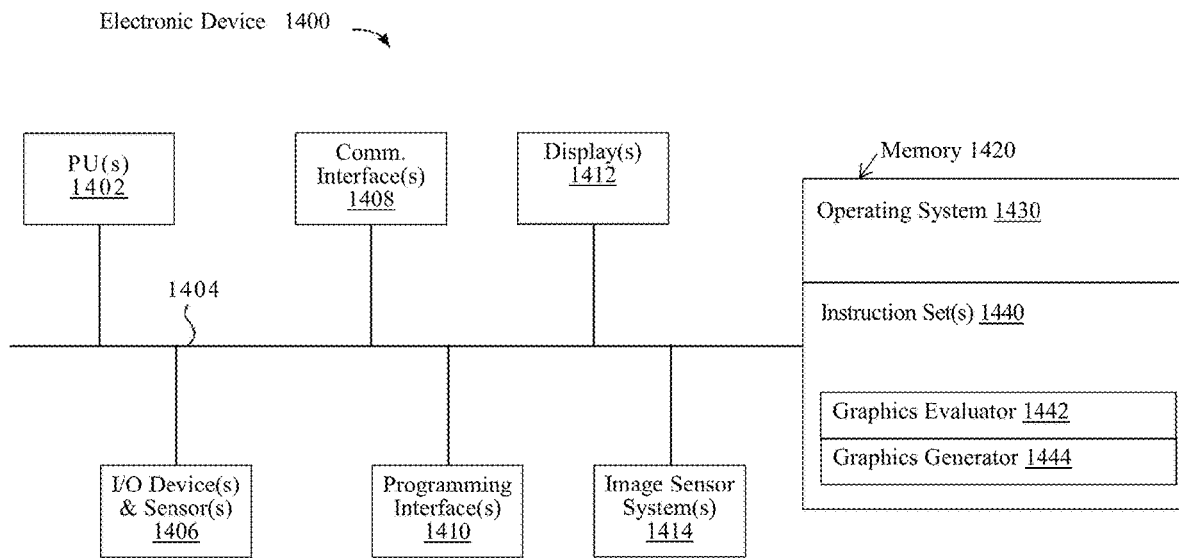 Electronic Device 1400
PU(s)
1402
Comm.
Interface(s)
1408
Display(s)
1412
Memory 1420
Operating System 1430
1404
Instruction Set(s) 1440
Graphics Evaluator 1442
Graphics Generator 1444
I/O Device(s)
& Sensor(s)
1406
Programming
Interface(s)
1410
Image Sensor
System(s)
1414